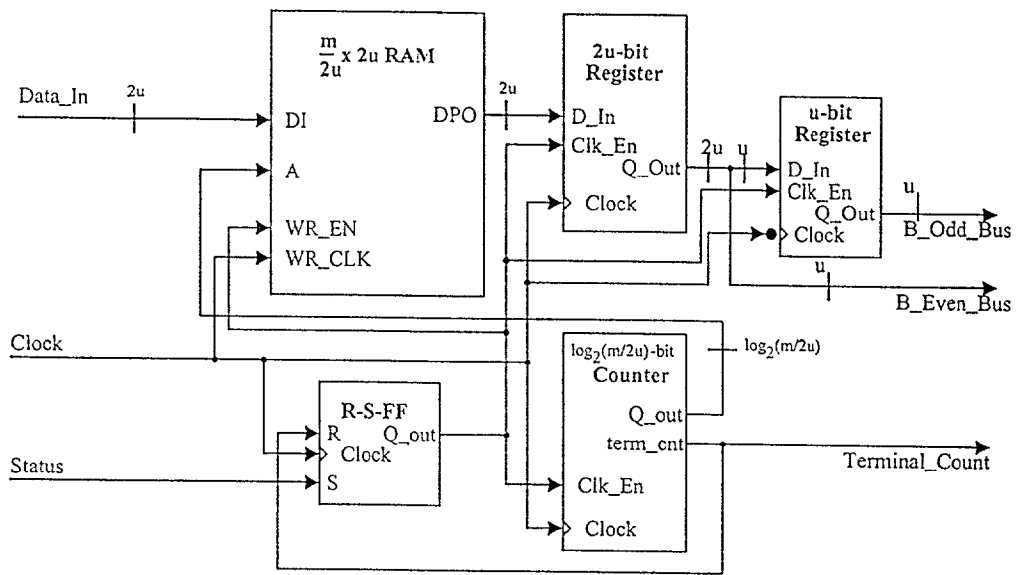 m
2u x 2u RAM
Data_In
2u
DI
DPO
A
WR_EN
WR_CLK
2u
2u-bit
Register
D_In
Clk_En
Q_Out
Clock
2u
u
u-bit
Register
D_In
Clk_En
Q_Out
Clock
u
B_Odd_Bus
u
B_Even_Bus
Clock
R-S-FF
R
Q_out
Clock
S
Status
log2(m/2u)-bit
Counter
Q_out
term_cnt
Clk_En
Clock
log2(m/2u)
Terminal_Count